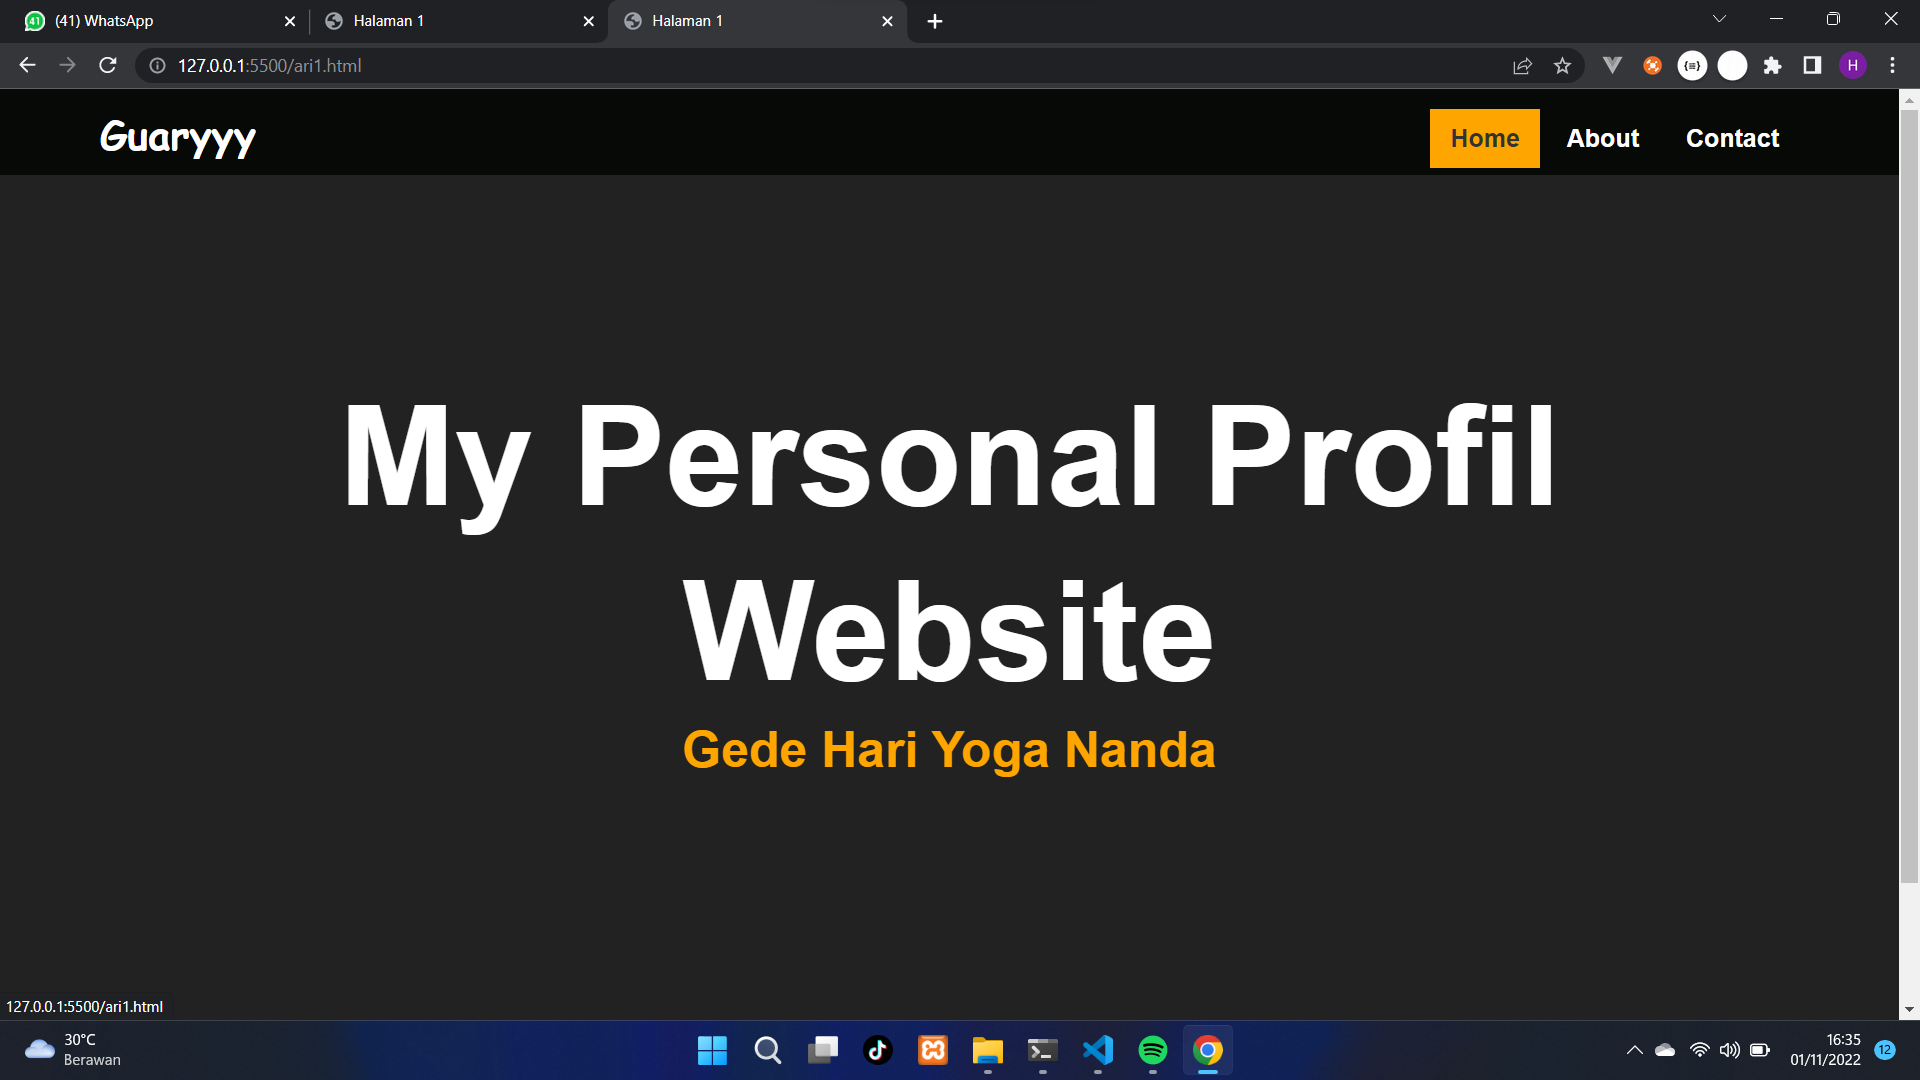 (41) WhatsApp
Halaman 1
Halaman 1
127.0.0.1:5500/ari1.html
H
Guaryyy
Home About Contact
My Personal Profil
Website
Gede Hari Yoga Nanda
127.0.0.1:5500/ari1.html
30°C
Berawan
16:35
01/11/2022
12